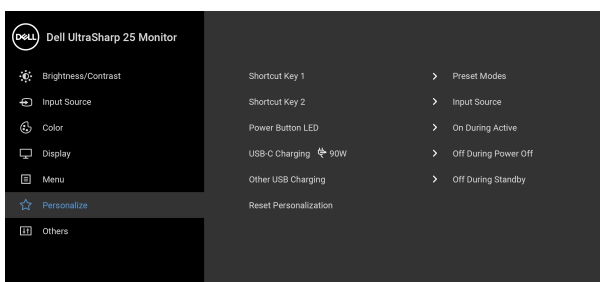 DELL Dell UltraSharp 25 Monitor
Brightness/Contrast
Input Source
Color
Display
Menu
Personalize
Others
Shortcut Key 1 > Preset Modes
Shortcut Key 2 > Input Source
Power Button LED > On During Active
USB-C Charging 90W > Off During Power Off
Other USB Charging > Off During Standby
Reset Personalization